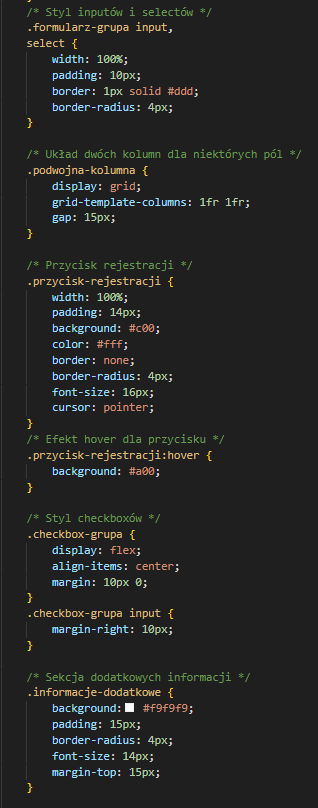 /* Styl inputów i selectów */
.formularz-grupa input,
select {
    width: 100%;
    padding: 10px;
    border: 1px solid #ddd;
    border-radius: 4px;
}

/* Układ dwóch kolumn dla niektórych pól */
.podwojna-kolumna {
    display: grid;
    grid-template-columns: 1fr 1fr;
    gap: 15px;
}

/* Przycisk rejestracji */
.przycisk-rejestracji {
    width: 100%;
    padding: 14px;
    background: #c00;
    color: #fff;
    border: none;
    border-radius: 4px;
    font-size: 16px;
    cursor: pointer;
}
/* Efekt hover dla przycisku */
.przycisk-rejestracji:hover {
    background: #a00;
}

/* Styl checkboxów */
.checkbox-grupa {
    display: flex;
    align-items: center;
    margin: 10px 0;
}
.checkbox-grupa input {
    margin-right: 10px;
}

/* Sekcja dodatkowych informacji */
.informacje-dodatkowe {
    background: #f9f9f9;
    padding: 15px;
    border-radius: 4px;
    font-size: 14px;
    margin-top: 15px;
}